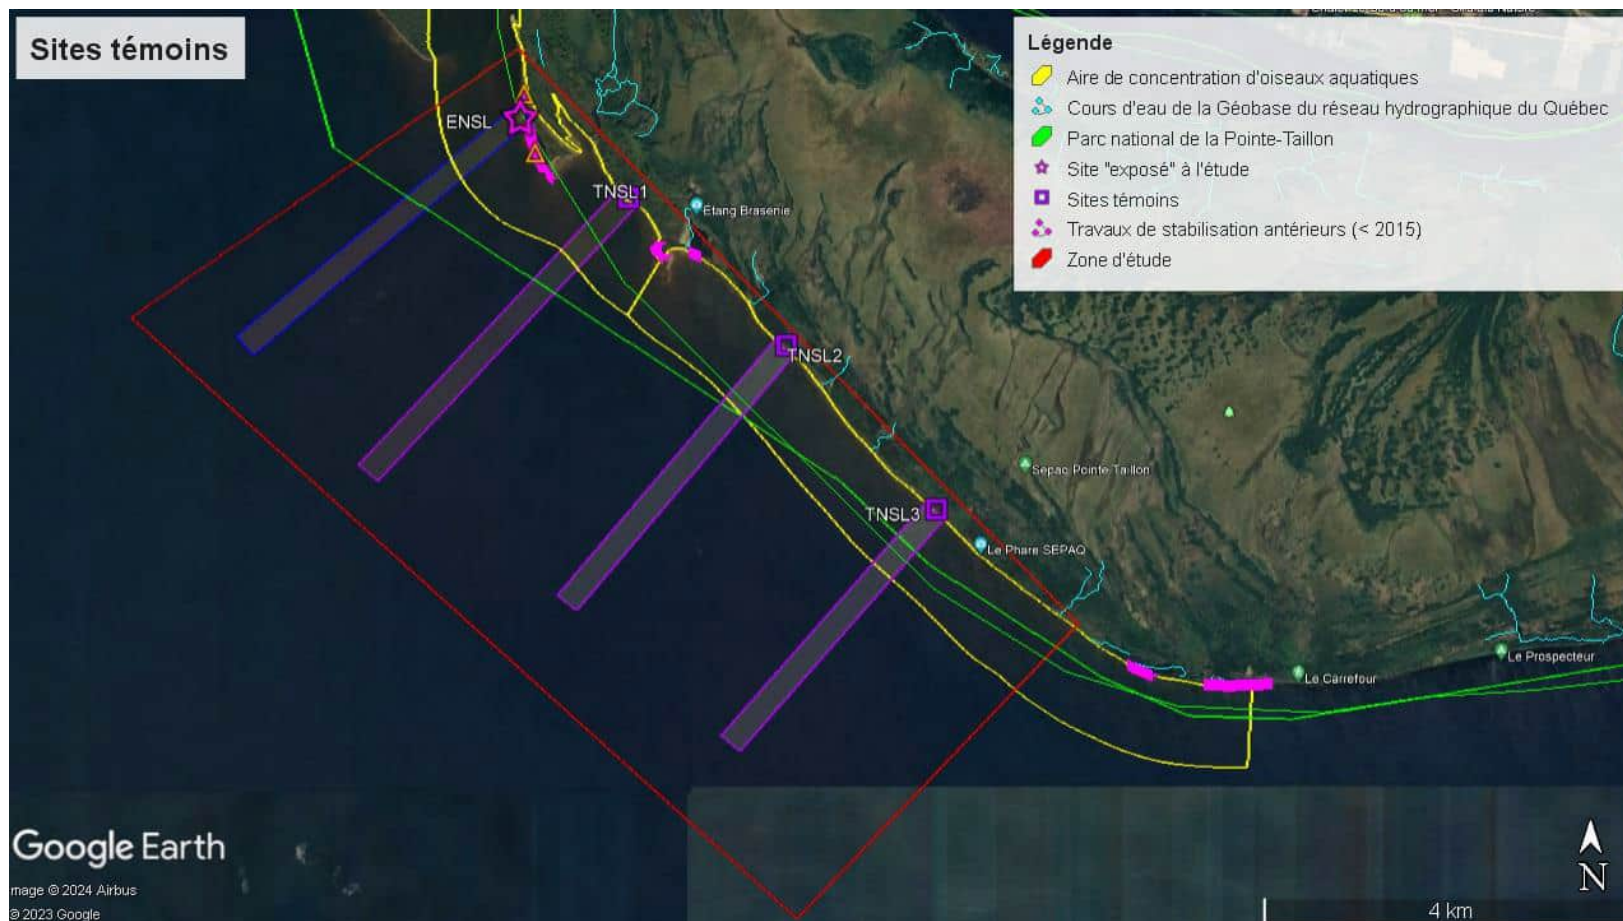 Sites témoins
Légende
Aire de concentration d'oiseaux aquatiques
Cours d'eau de la Géobase du réseau hydrographique du Québec
Parc national de la Pointe-Taillon
Site "exposé" à l'étude
Sites témoins
Travaux de stabilisation antérieurs (< 2015)
Zone d'étude
ENSL
TNSL1
Etang Brasenie
TNSL2
Sepaq Pointe Taillon
TNSL3
Le Phare SEPAQ
Le Prospecteur
Le Carrefour
Google Earth
mage © 2024 Airbus
© 2023 Google
N
4 km